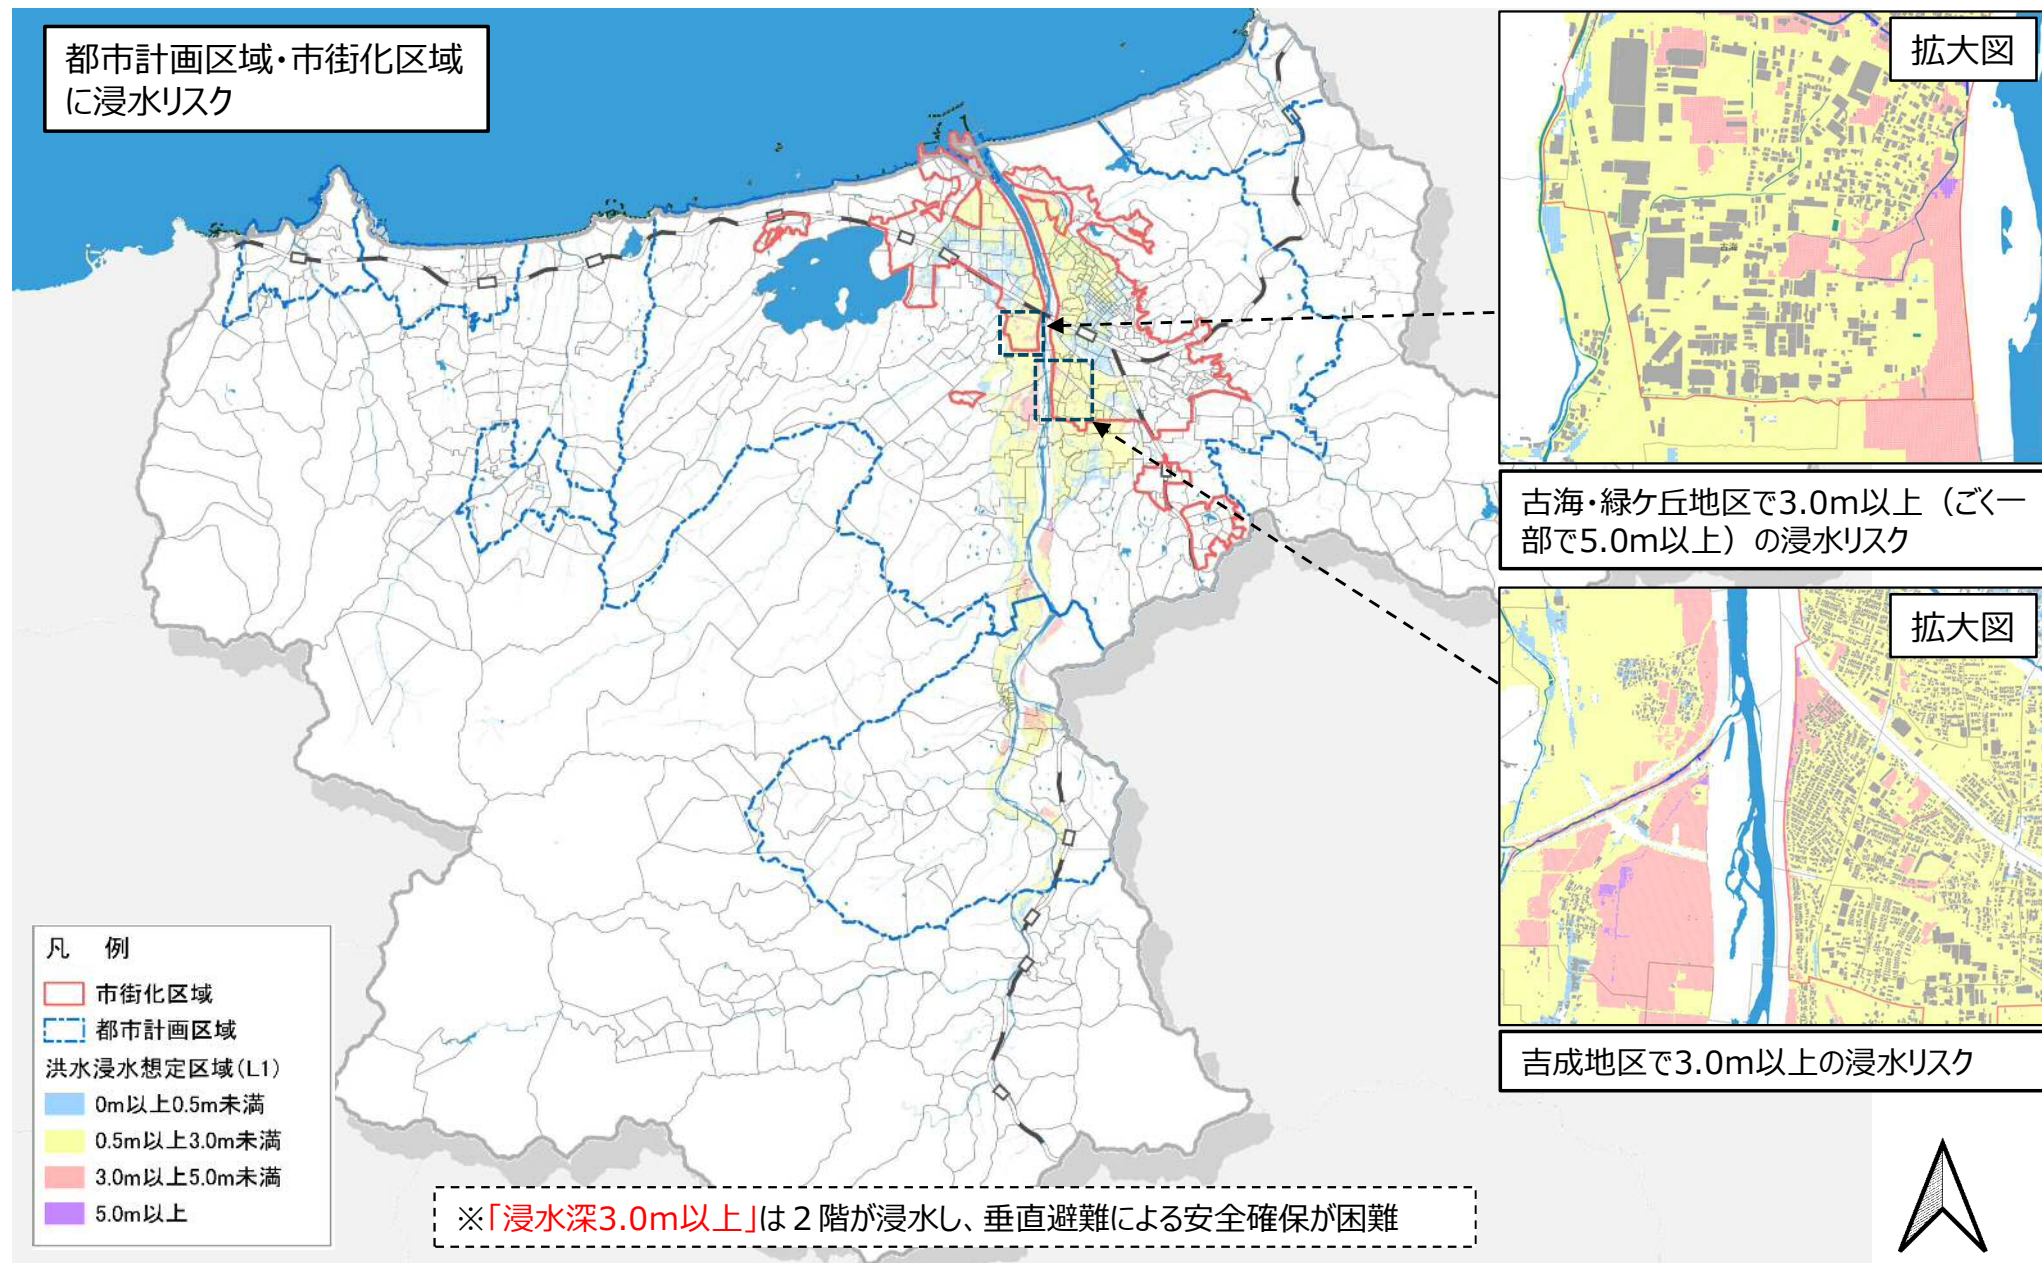 都市計画区域・市街化区域
に浸水リスク
拡大図
古海
古海・緑ケ丘地区で3.0m以上（ごく一
部で5.0m以上）の浸水リスク
拡大図
吉成地区で3.0m以上の浸水リスク
凡　例
市街化区域
都市計画区域
洪水浸水想定区域(L1)
0m以上0.5m未満
0.5m以上3.0m未満
3.0m以上5.0m未満
5.0m以上
※「浸水深3.0m以上」は２階が浸水し、垂直避難による安全確保が困難